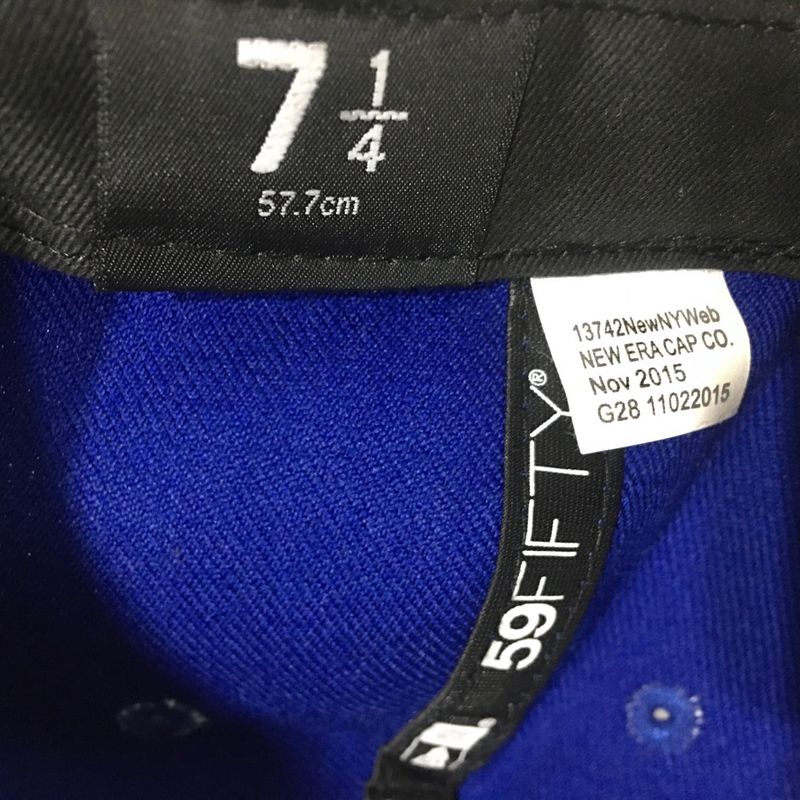 7 1/4
57.7cm
13742NewNYWeb
NEW ERA CAP CO.
Nov 2015
G28 11022015
59FIFTY®